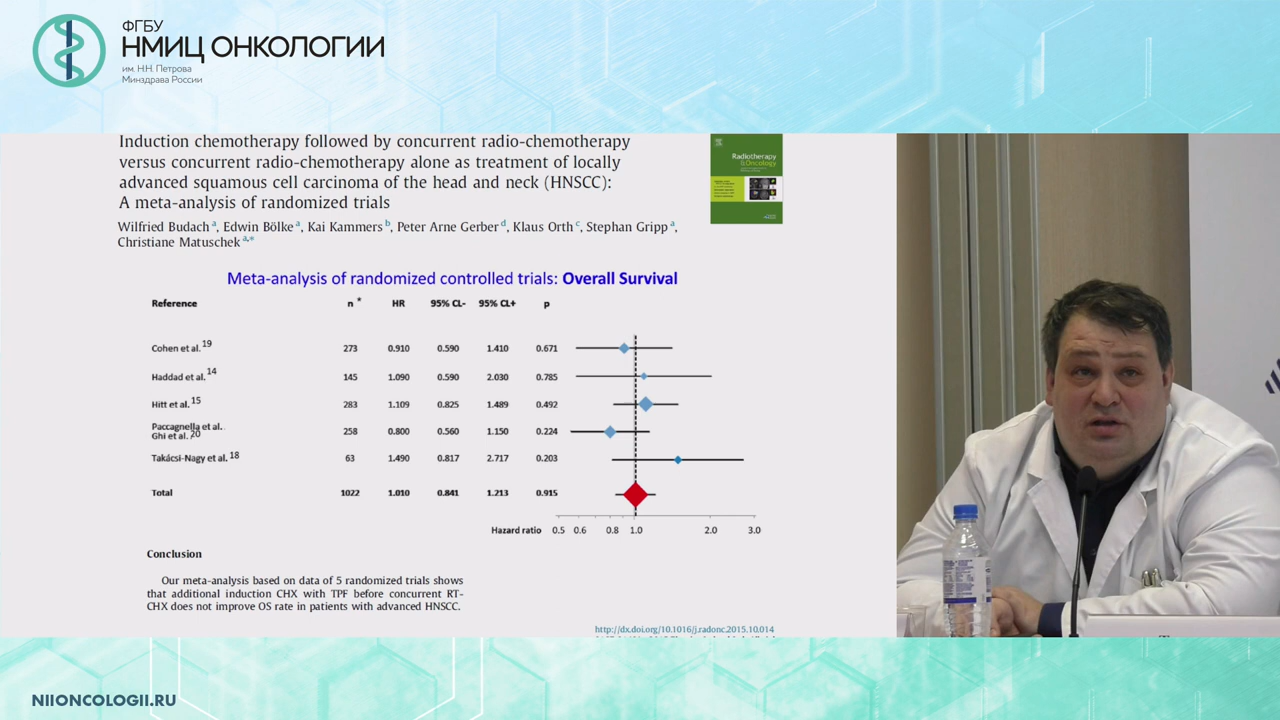 ФГБУ
НМИЦ ОНКОЛОГИИ
им. Н.Н. Петрова
Минздрава России
Induction chemotherapy followed by concurrent radio-chemotherapy
versus concurrent radio-chemotherapy alone as treatment of locally
advanced squamous cell carcinoma of the head and neck (HNSCC):
A meta-analysis of randomized trials
Radiotherapy
&Oncology
Wilfried Budach a, Edwin Bölke a, Kai Kammers b, Peter Arne Gerber d, Klaus Orth c, Stephan Gripp a,
Christiane Matuschek a,*
Meta-analysis of randomized controlled trials: Overall Survival
Reference n * HR 95% CL- 95% CL+ p
Cohen et al. 19 273 0.910 0.590 1.410 0.671
Haddad et al. 14 145 1.090 0.590 2.030 0.785
Hitt et al. 15 283 1.109 0.825 1.489 0.492
Paccagnella et al.
Ghi et al. 20 258 0.800 0.560 1.150 0.224
Takácsi-Nagy et al. 18 63 1.490 0.817 2.717 0.203
Total 1022 1.010 0.841 1.213 0.915
Hazard ratio 0.5 0.6 0.8 1.0 2.0 3.0
Conclusion
Our meta-analysis based on data of 5 randomized trials shows
that additional induction CHX with TPF before concurrent RT-
CHX does not improve OS rate in patients with advanced HNSCC.
http://dx.doi.org/10.1016/j.radonc.2015.10.014
NIIONCOLOGII.RU